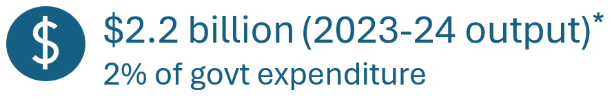 $
$2.2 billion (2023-24 output)*
2% of govt expenditure